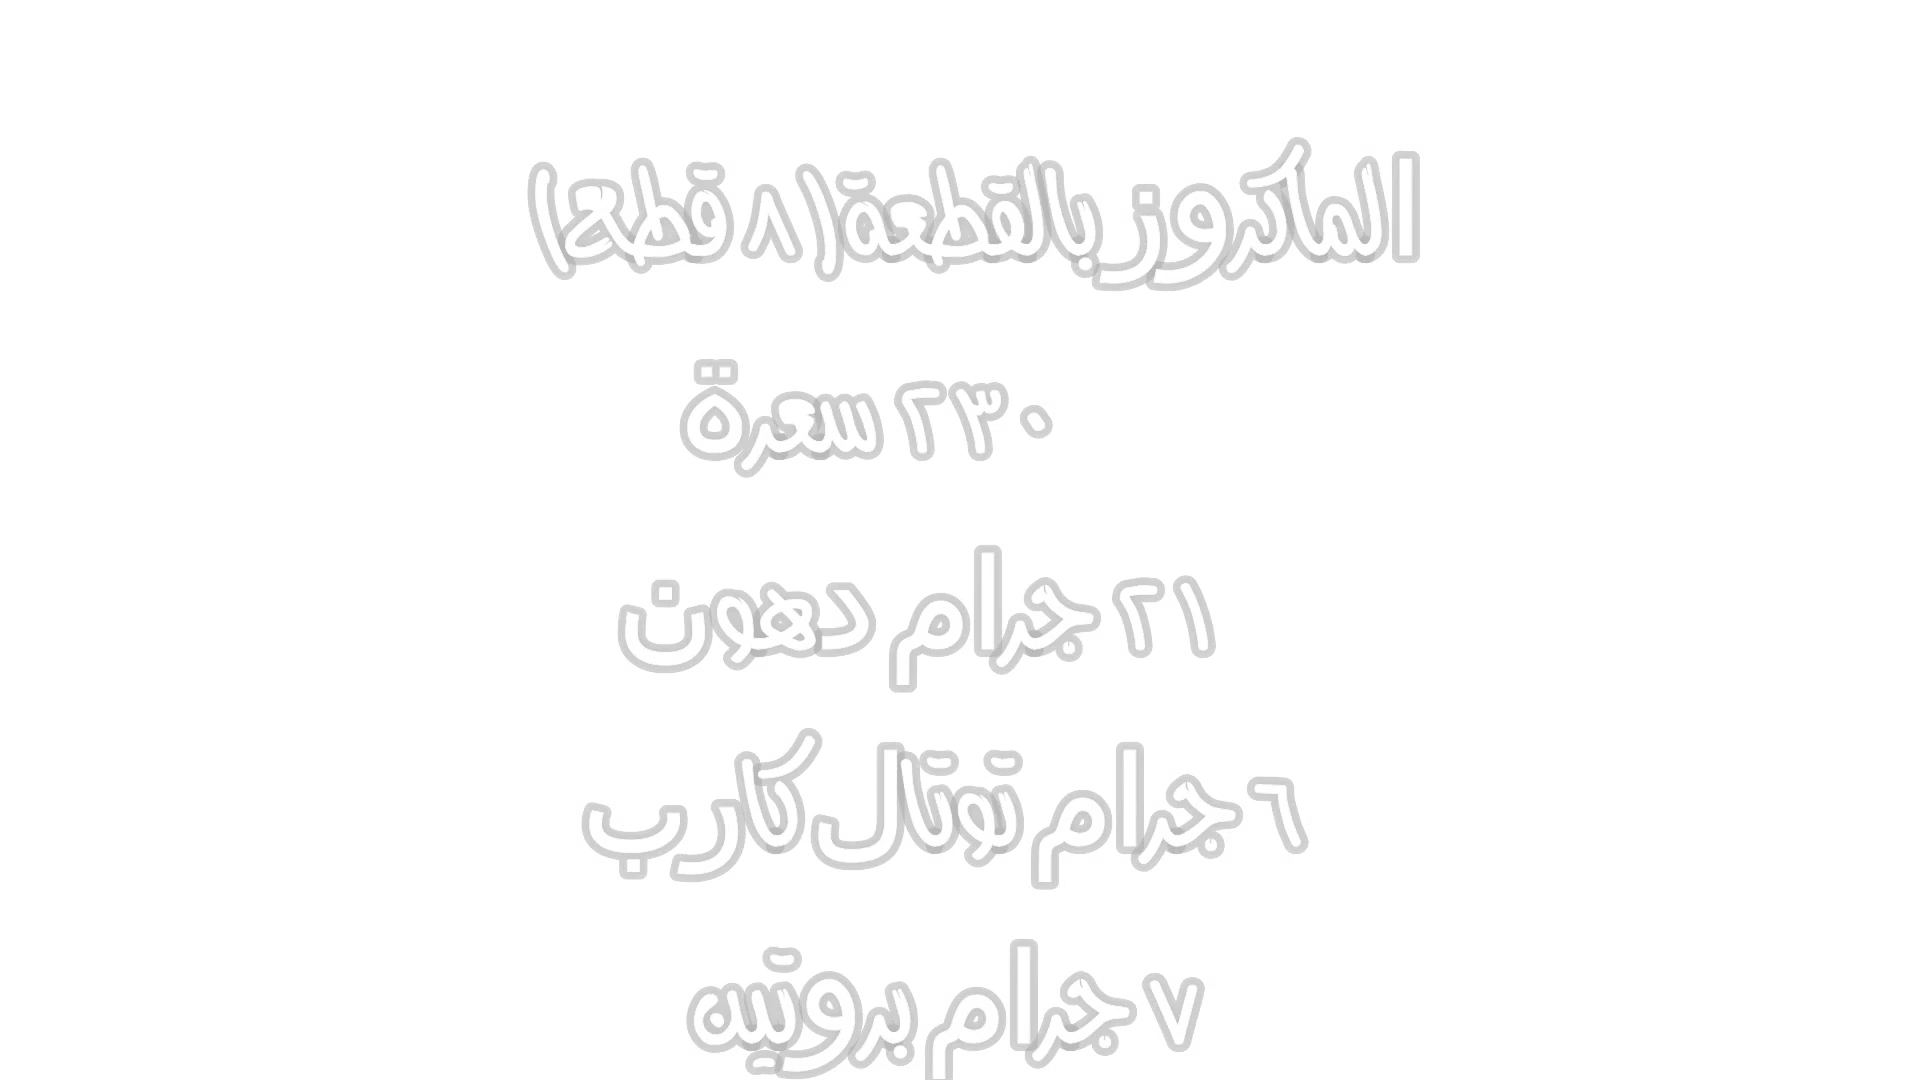 الماكروز بالقطعة(٨ قطع)
٢٣٠ سعرة
٢١ جرام دهون
٦ جرام توتال كارب
٧ جرام بروتين